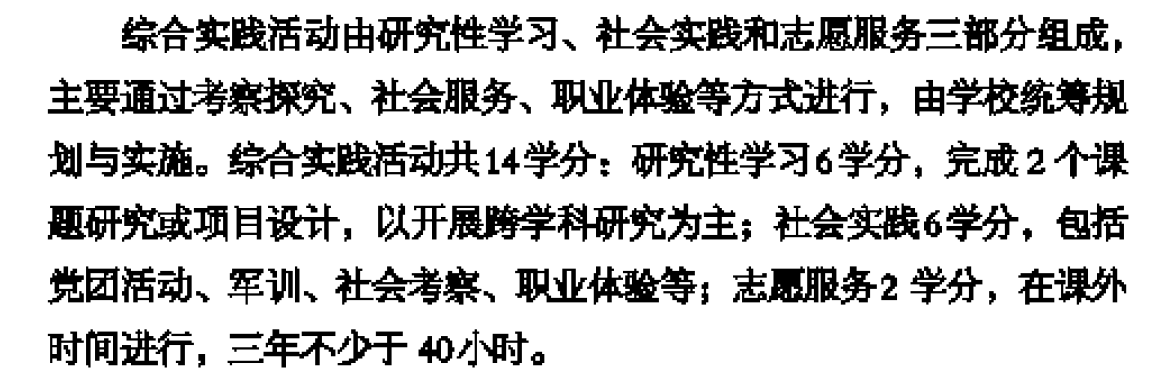 综合实践活动由研究性学习、社会实践和志愿服务三部分组成，
主要通过考察探究、社会服务、职业体验等方式进行，由学校统筹规
划与实施。综合实践活动共14学分：研究性学习6学分，完成2个课
题研究或项目设计，以开展跨学科研究为主；社会实践6学分，包括
党团活动、军训、社会考察、职业体验等；志愿服务2 学分，在课外
时间进行，三年不少于 40小时。